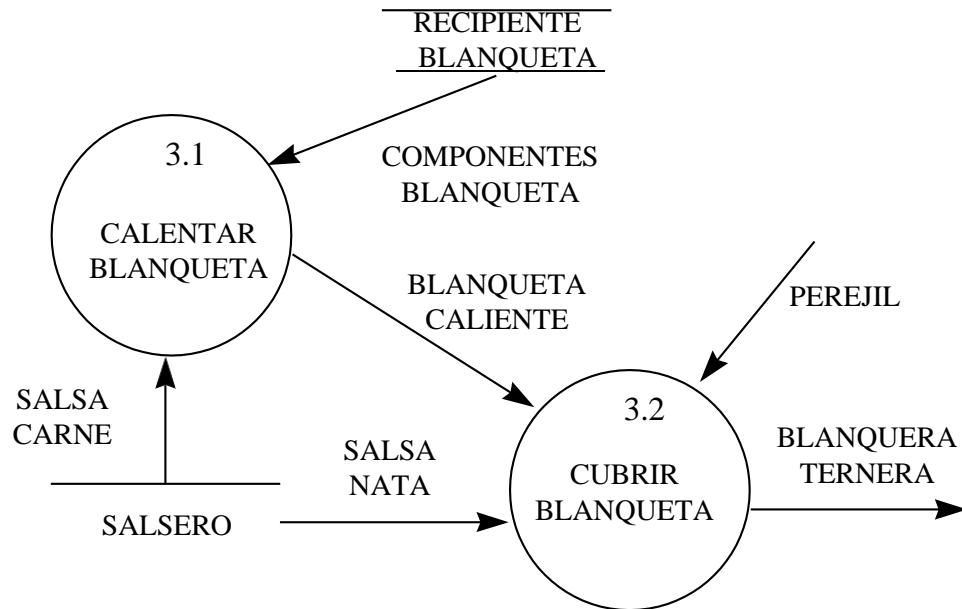 RECIPIENTE
BLANQUETA
3.1
CALENTAR
BLANQUETA
COMPONENTES
BLANQUETA
BLANQUETA
CALIENTE
PEREJIL
SALSA
CARNE
SALSERO
SALSA
NATA
3.2
CUBRIR
BLANQUETA
BLANQUERA
TERNERA